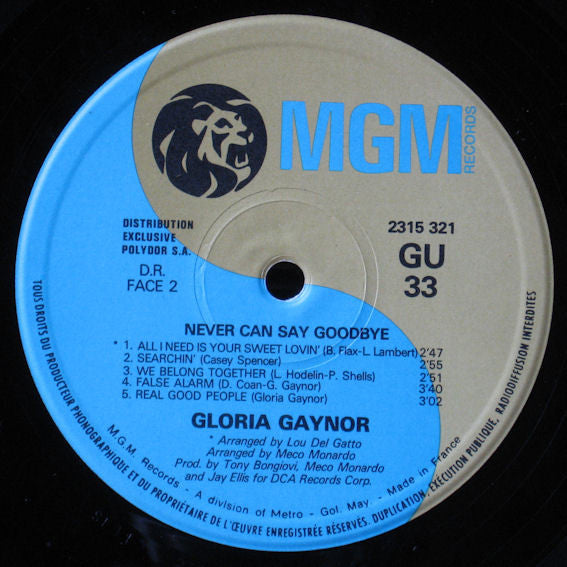 MGM
RECORDS
DISTRIBUTION
EXCLUSIVE
POLYDOR S.A.
D.R.
FACE 2
2315 321
GU
33
NEVER CAN SAY GOODBYE
* 1. ALL I NEED IS YOUR SWEET LOVIN' (B. Flax-L. Lambert) 2'47
2. SEARCHIN' (Casey Spencer) 2'55
3. WE BELONG TOGETHER (L. Hodelin-P. Shells) 2'51
4. FALSE ALARM (D. Coan-G. Gaynor) 3'40
5. REAL GOOD PEOPLE (Gloria Gaynor) 3'02
GLORIA GAYNOR
* Arranged by Lou Del Gatto
Arranged by Meco Monardo
Prod. by Tony Bongiovi, Meco Monardo
and Jay Ellis for DCA Records Corp.
M.G.M. Records - A division of Metro - Gol. May. - Made in France
TOUS DROITS DU PRODUCTEUR PHONOGRAPHIQUE ET DU PROPRIÉTAIRE DE L'ŒUVRE ENREGISTRÉE RÉSERVÉS. DUPLICATION, EXÉCUTION PUBLIQUE, RADIODIFFUSION INTERDITES